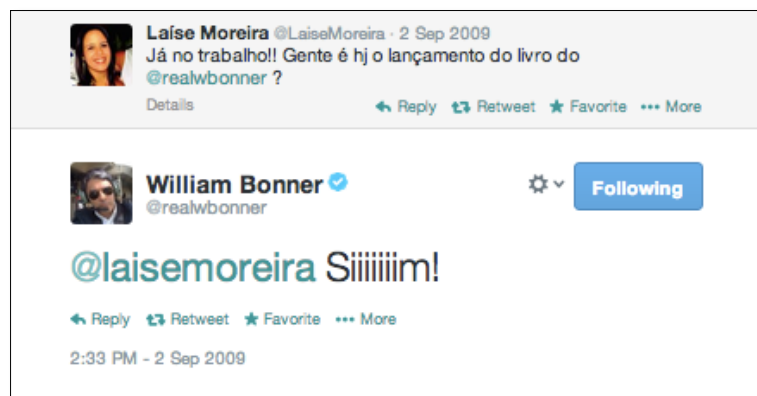 Laíse Moreira @LaiseMoreira · 2 Sep 2009
Já no trabalho!! Gente é hj o lançamento do livro do
@realwbonner ?
Details Reply Retweet Favorite More
William Bonner Following
@realwbonner
@laisemoreira Siiiiiiim!
Reply Retweet Favorite More
2:33 PM - 2 Sep 2009